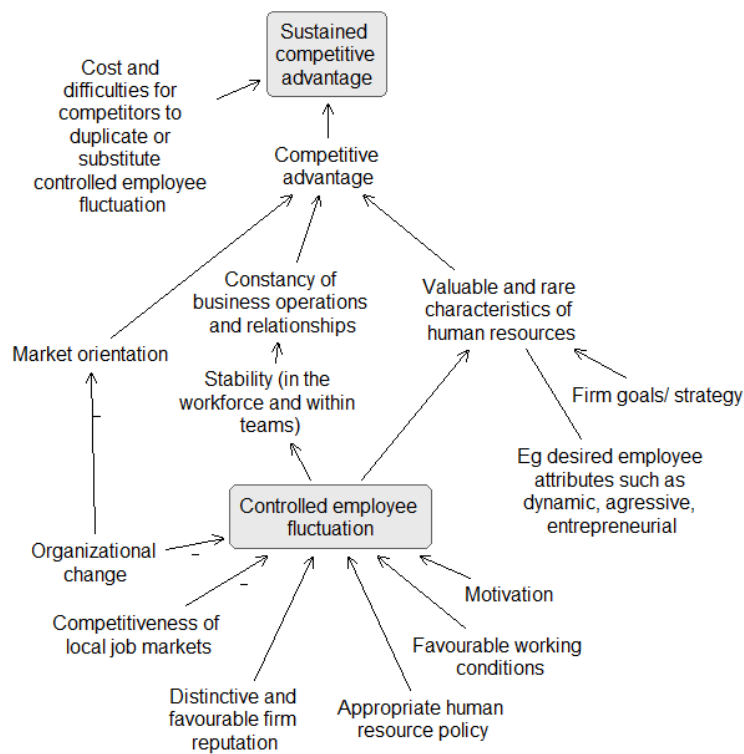 Sustained
competitive
advantage
Cost and
difficulties for
competitors to
duplicate or
substitute
controlled employee
fluctuation
Competitive
advantage
Constancy of
business operations
and relationships
Valuable and rare
characteristics of
human resources
Market orientation
Stability (in the
workforce and within
teams)
Firm goals/ strategy
Eg desired employee
attributes such as
dynamic, agressive,
entrepreneurial
Controlled employee
fluctuation
Organizational
change
Motivation
Competitiveness of
local job markets
Favourable working
conditions
Distinctive and
favourable firm
reputation
Appropriate human
resource policy